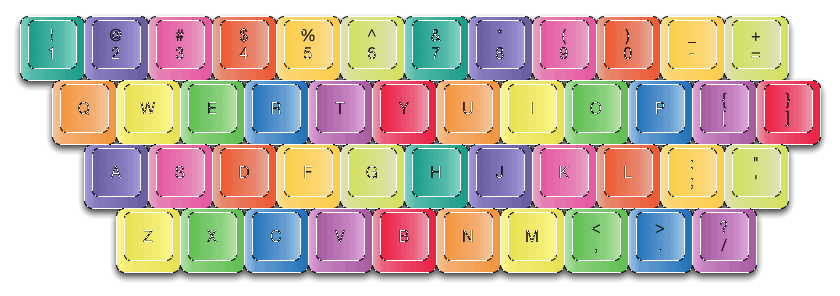 ! @ # $ % ^ & * ( ) _ +
1 2 3 4 5 6 7 8 9 0 - =
Q W E R T Y U I O P { }
[ ]
A S D F G H J K L : "
; '
Z X C V B N M < > ?
, . /